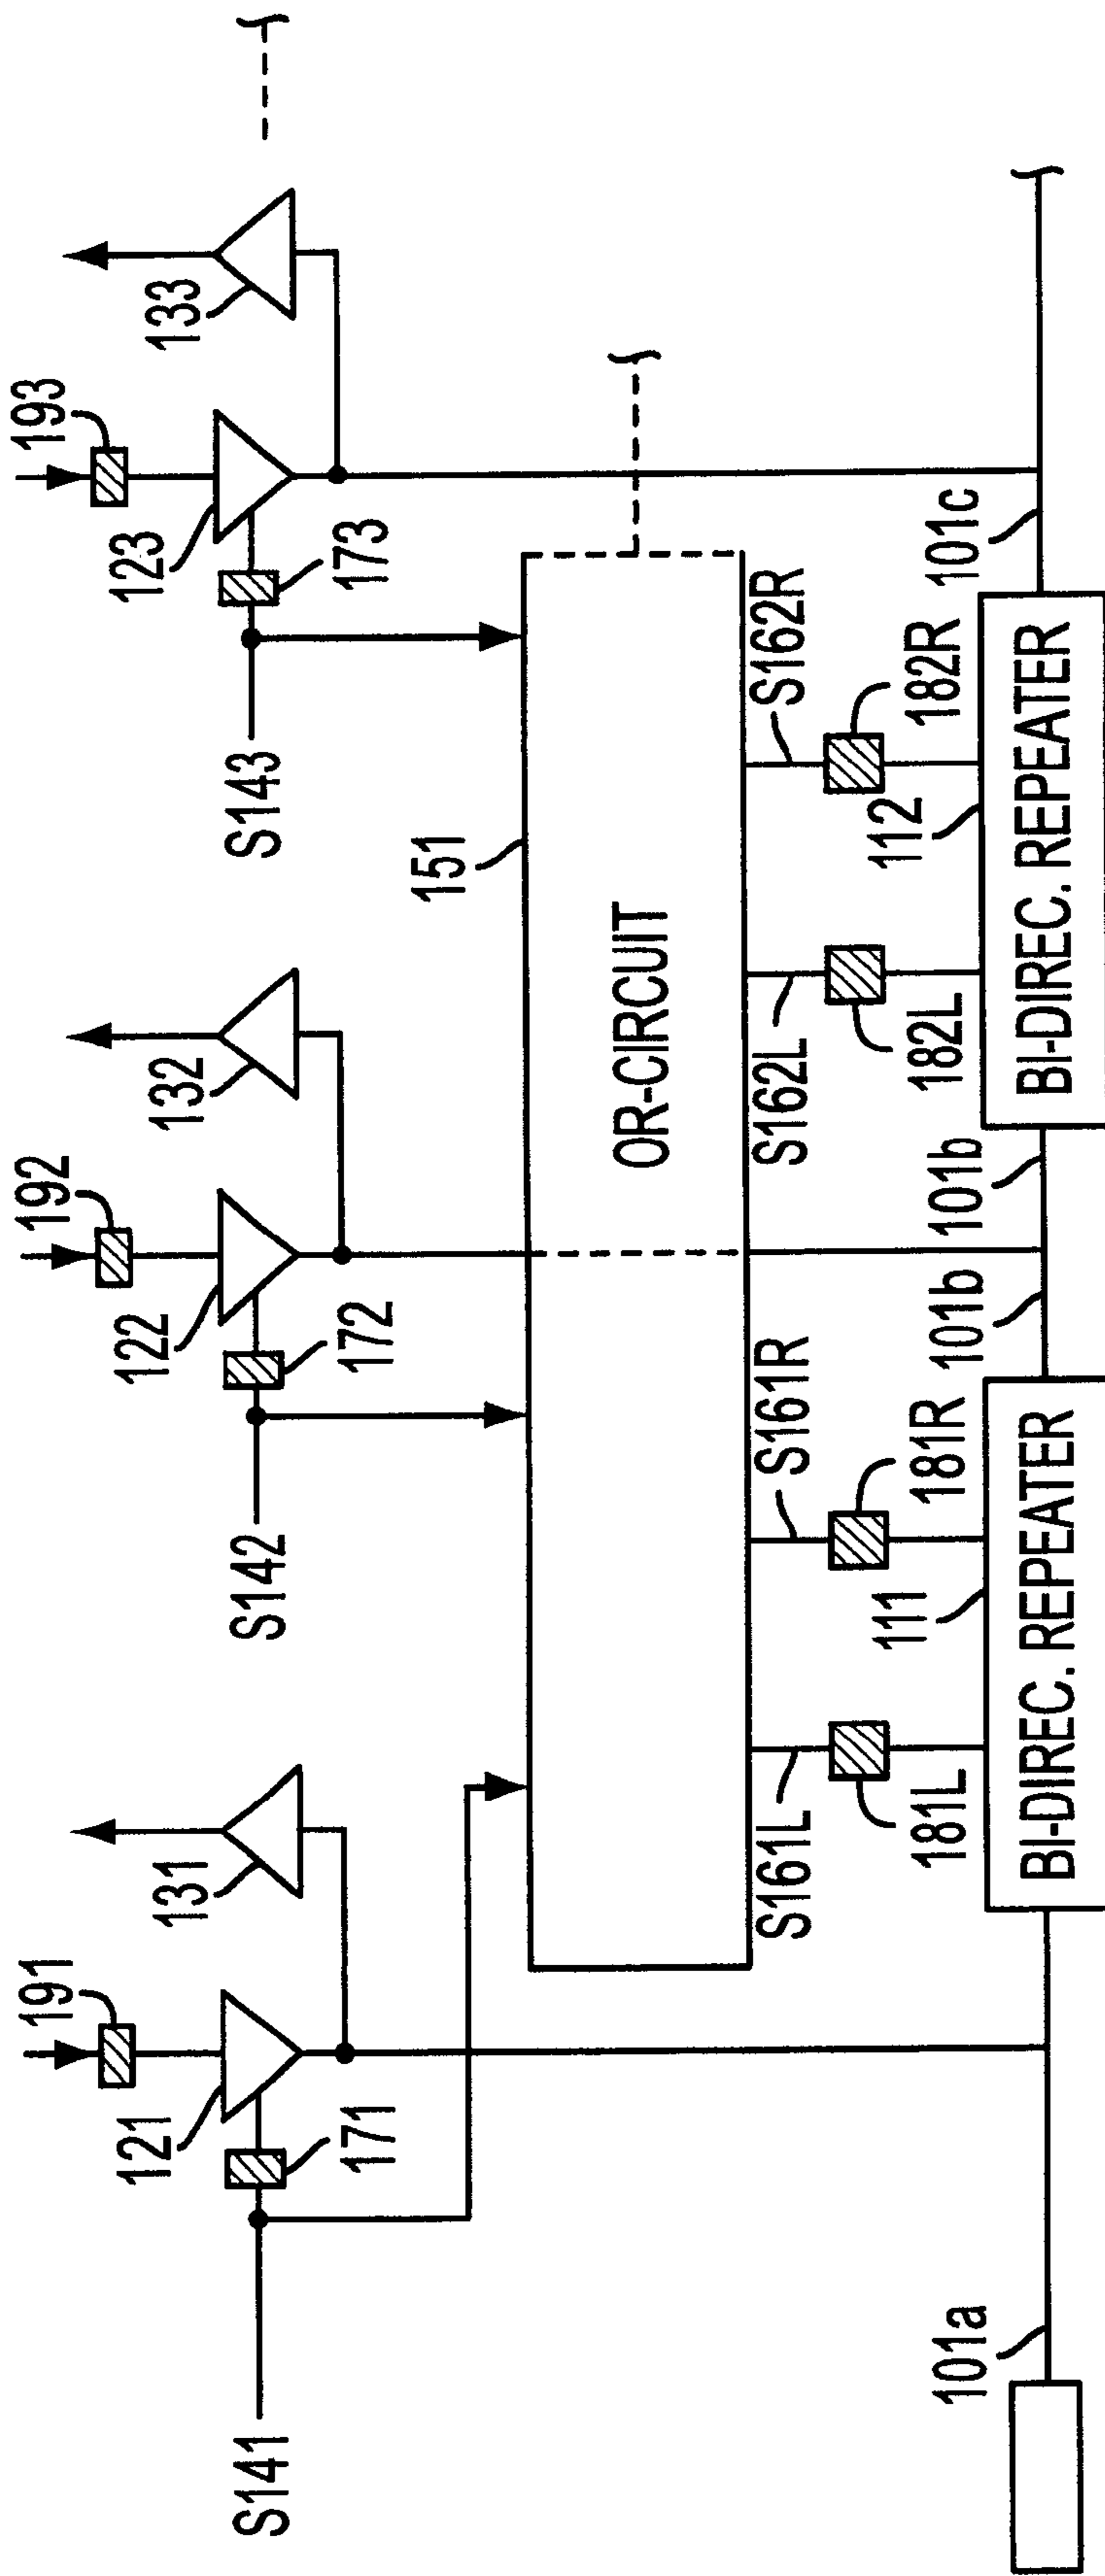 191
192
193
121
131
122
132
123
133
171
172
173
S141
S142
S143
151
OR-CIRCUIT
S161L
S161R
S162L
S162R
181L
181R
182L
182R
111
112
101a
101b
101b
101c
BI-DIREC. REPEATER
BI-DIREC. REPEATER